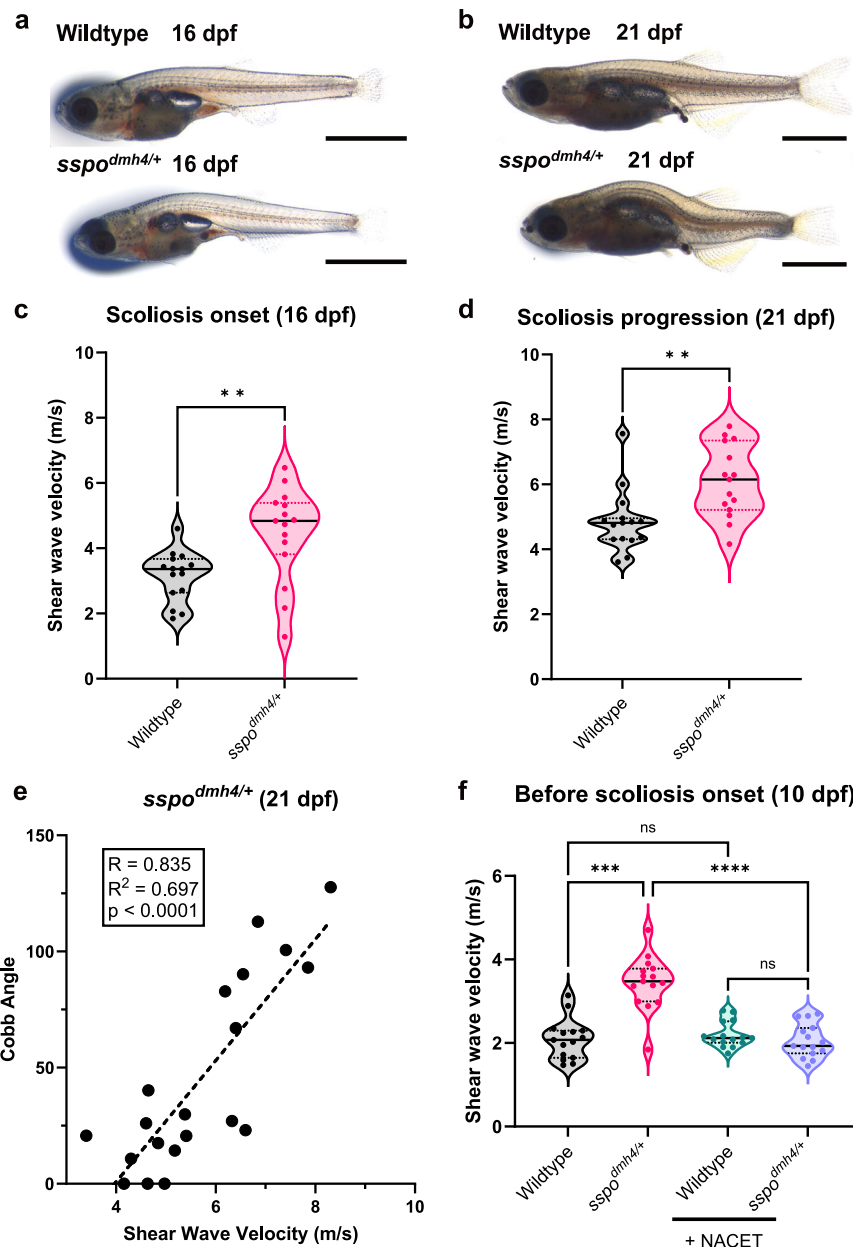 a
Wildtype 16 dpf
sspo^dmh4/+ 16 dpf
b
Wildtype 21 dpf
sspo^dmh4/+ 21 dpf
c
Scoliosis onset (16 dpf)
Shear wave velocity (m/s)
10
8
6
4
2
0
**
Wildtype
sspo^dmh4/+
d
Scoliosis progression (21 dpf)
Shear wave velocity (m/s)
10
8
6
4
2
0
**
Wildtype
sspo^dmh4/+
e
sspo^dmh4/+ (21 dpf)
Cobb Angle
150
100
50
0
R = 0.835
R² = 0.697
p < 0.0001
4 6 8 10
Shear Wave Velocity (m/s)
f
Before scoliosis onset (10 dpf)
Shear wave velocity (m/s)
6
4
2
0
ns
*** ****
ns
Wildtype
sspo^dmh4/+
Wildtype
sspo^dmh4/+
+ NACET